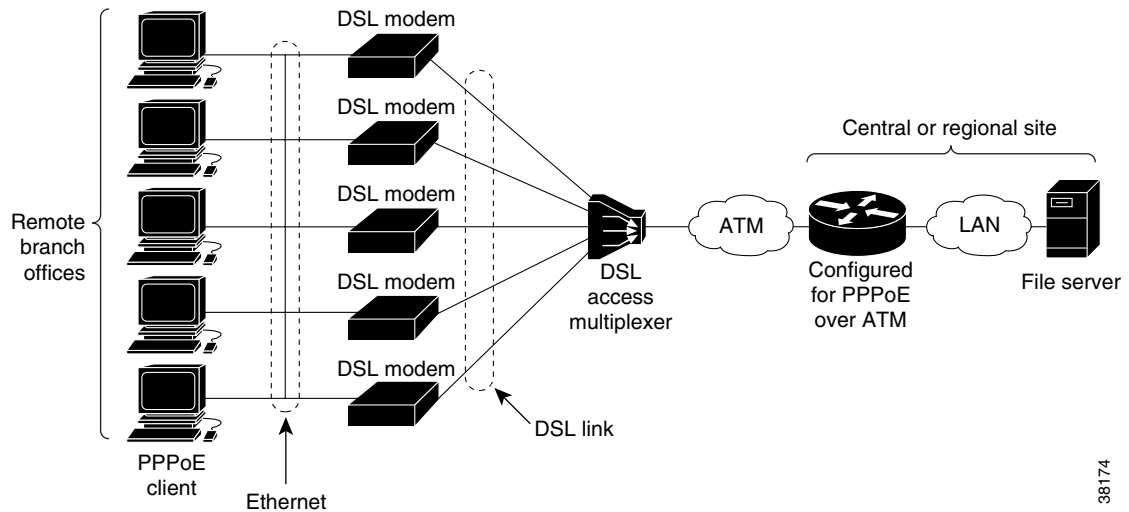 DSL modem
DSL modem
DSL modem
DSL modem
DSL modem
Remote
branch
offices
PPPoE
client
Ethernet
DSL link
DSL
access
multiplexer
ATM
Central or regional site
Configured
for PPPoE
over ATM
LAN
File server
38174